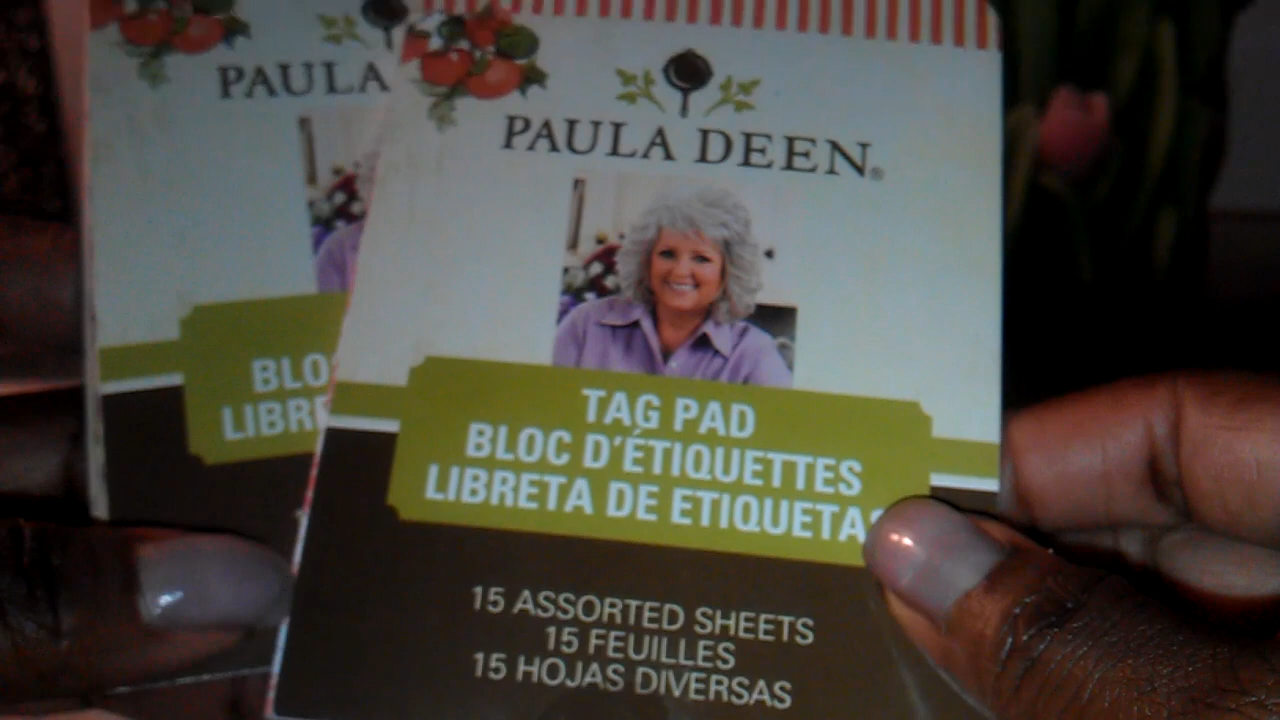 PAULA
BLO
LIBRE
PAULA DEEN®
TAG PAD
BLOC D'ÉTIQUETTES
LIBRETA DE ETIQUETAS
15 ASSORTED SHEETS
15 FEUILLES
15 HOJAS DIVERSAS